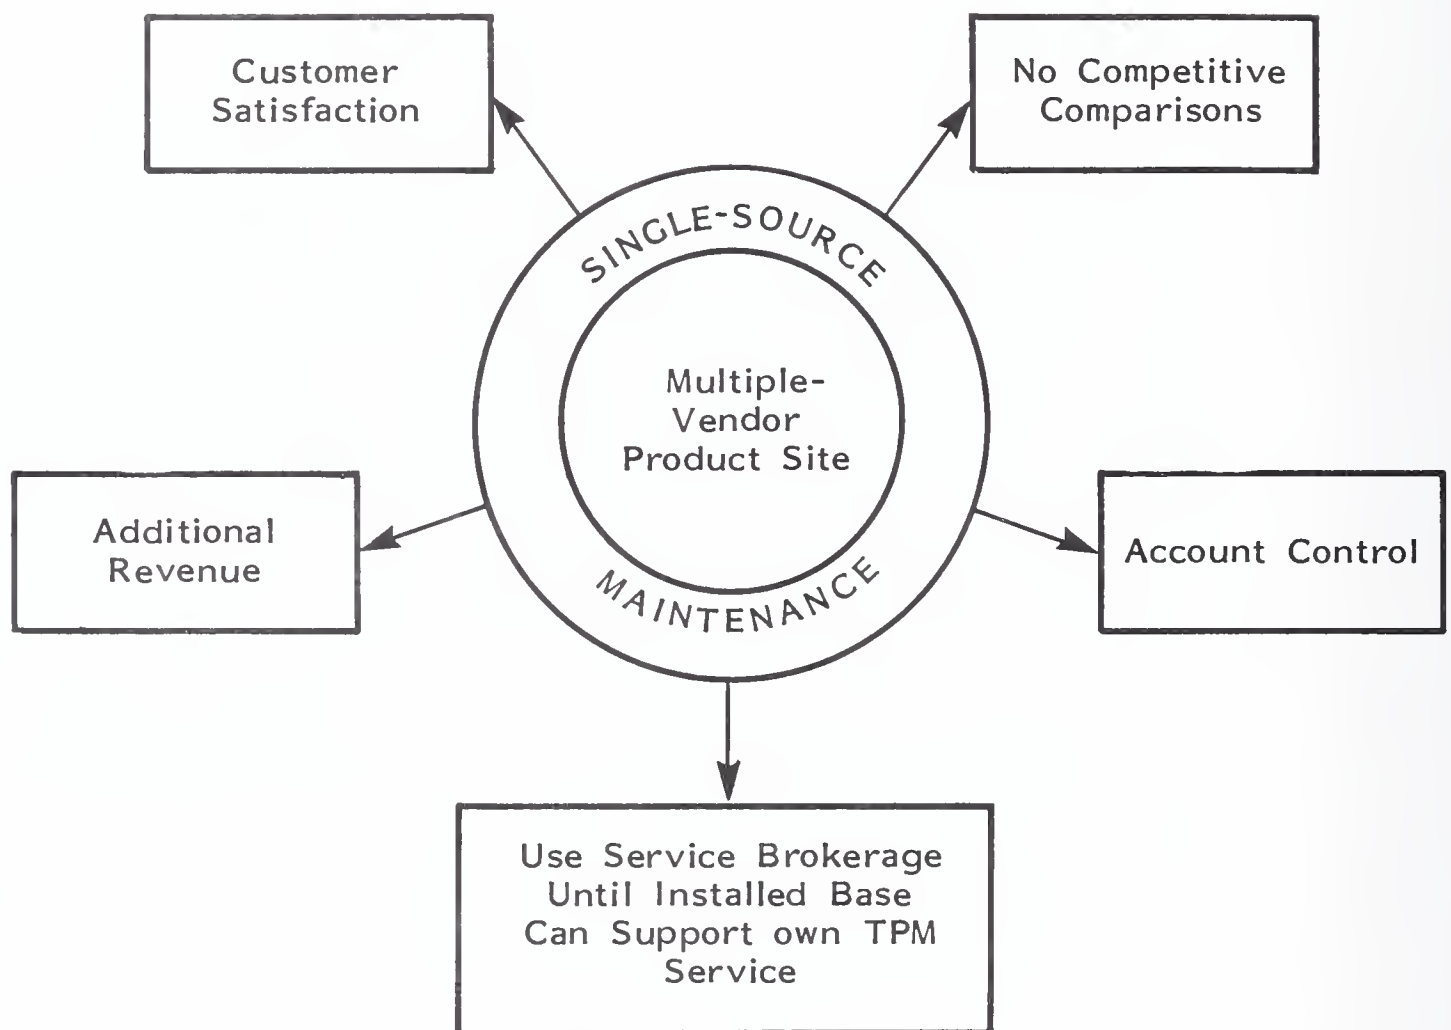 Customer
Satisfaction
No Competitive
Comparisons
SINGLE-SOURCE
Multiple-
Vendor
Product Site
MAINTENANCE
Additional
Revenue
Account Control
Use Service Brokerage
Until Installed Base
Can Support own TPM
Service